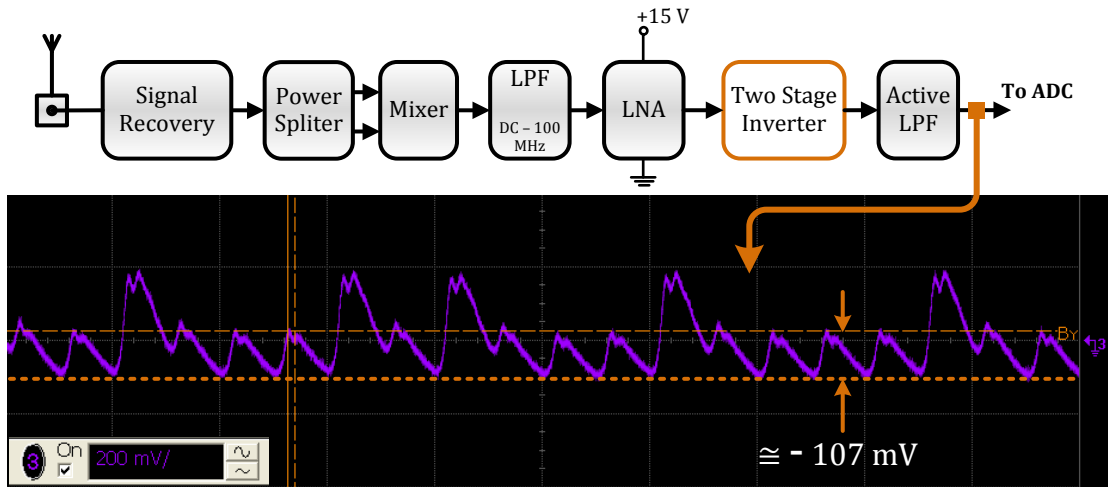 +15 V
Signal
Recovery
Power
Spliter
Mixer
LPF
DC – 100
MHz
LNA
Two Stage
Inverter
Active
LPF
To ADC
By
3
≅ - 107 mV
3
On
200 mV/